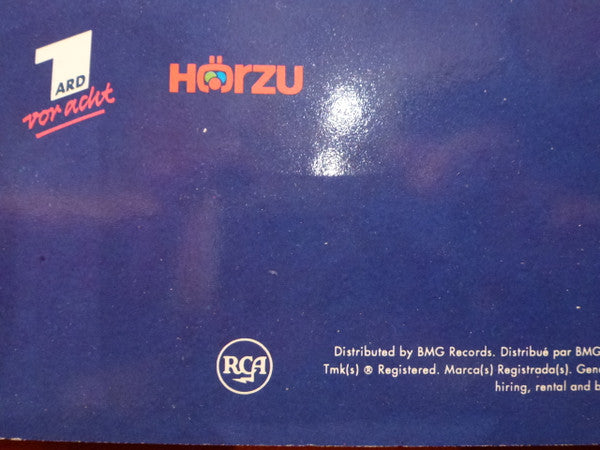 1
ARD
vor acht
HÖRZU
RCA
Distributed by BMG Records. Distribué par BMG
Tmk(s) ® Registered. Marca(s) Registrada(s). Gene
hiring, rental and b